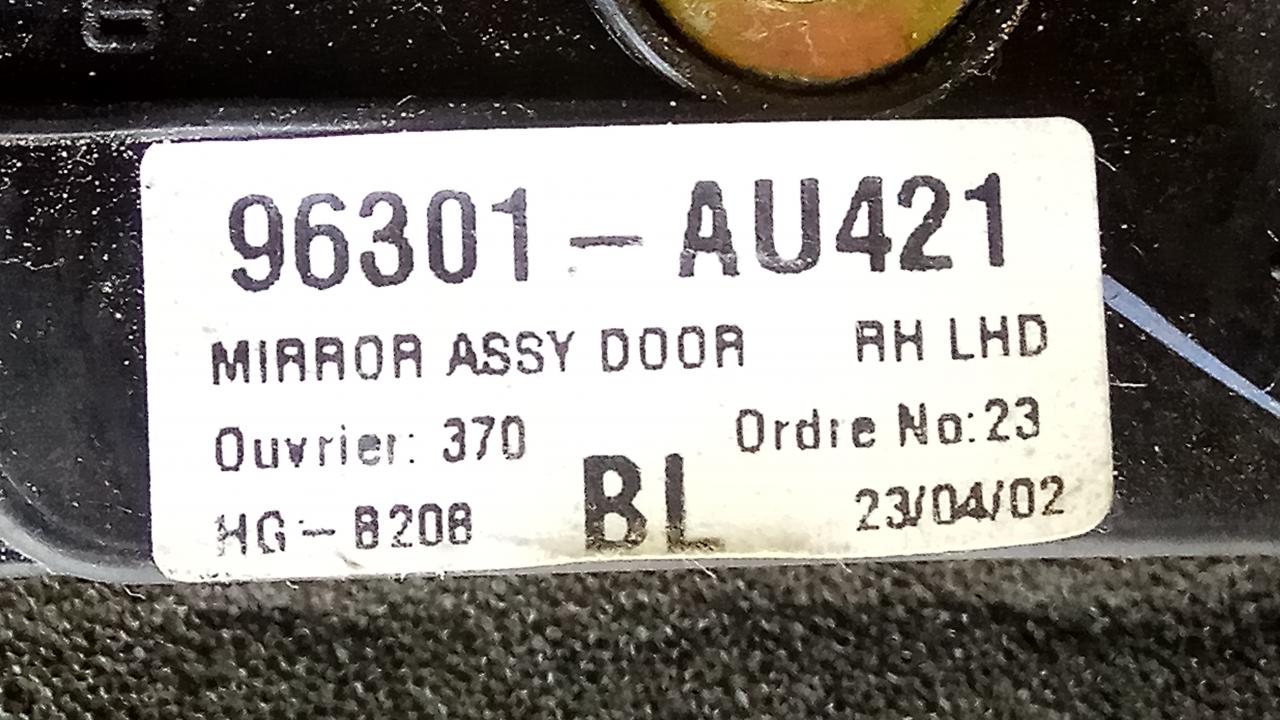 96301-AU421
MIRROR ASSY DOOR RH LHD
Ouvrier: 370 Ordre No:23
HG-8208 BL 23/04/02